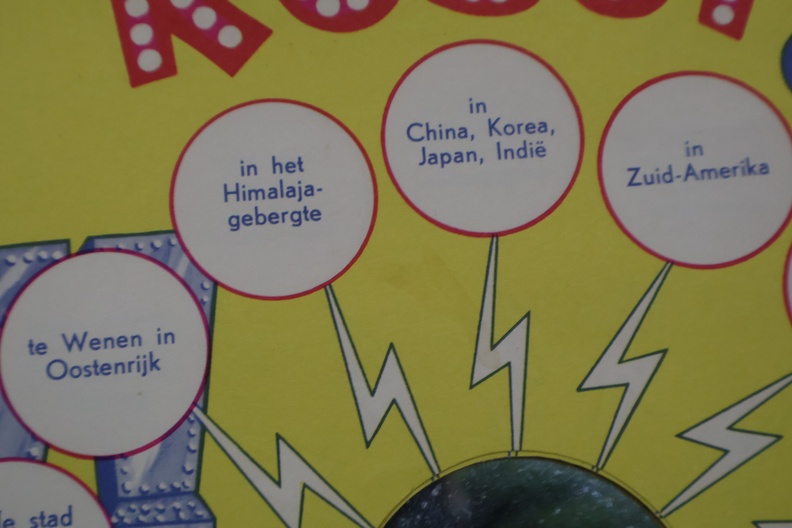 in
China, Korea,
Japan, Indië
in het
Himalaja-
gebergte
in
Zuid-Amerika
te Wenen in
Oostenrijk
stad